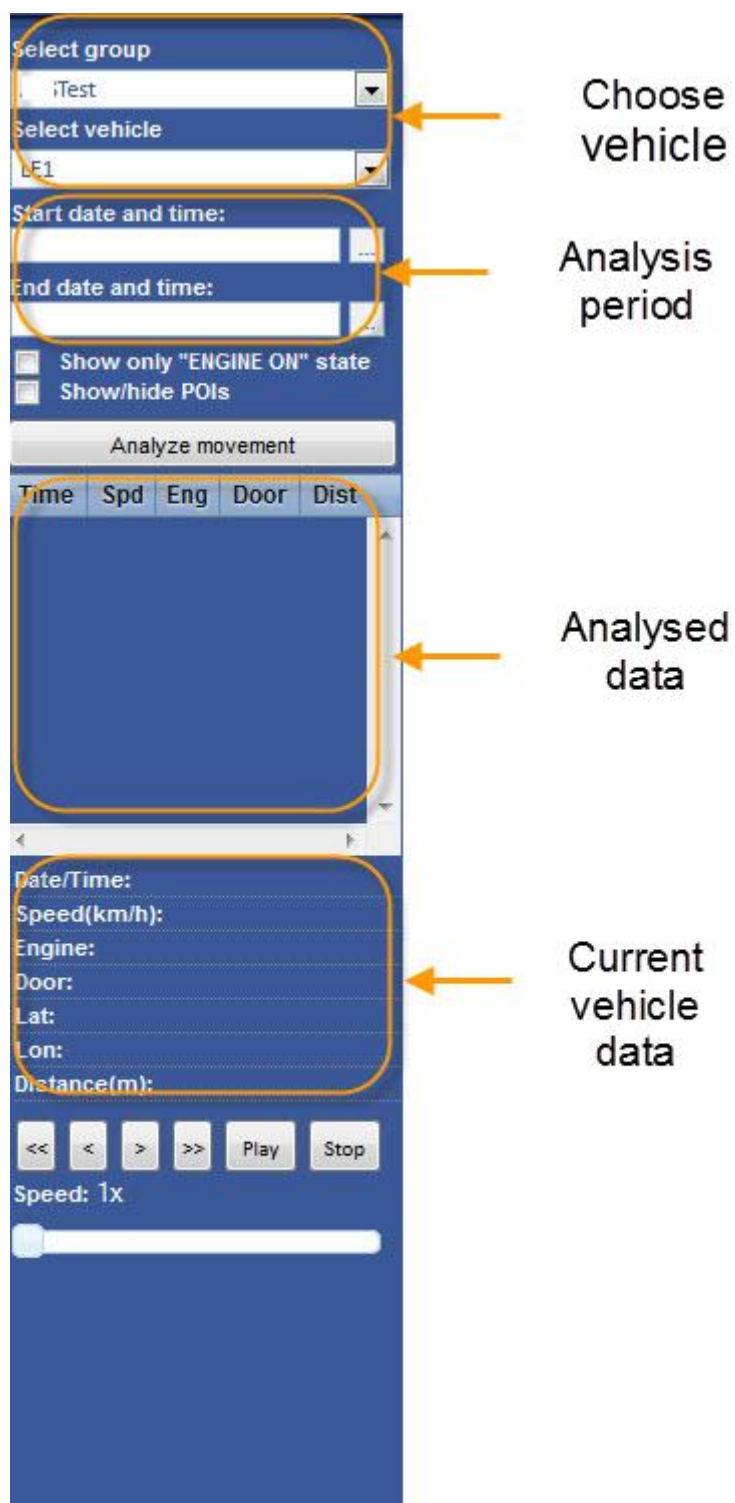 Select group
Choose
vehicle
Select vehicle
Start date and time:
...
Analysis
period
End date and time:
...
Show only "ENGINE ON" state
Show/hide POIs
Analyze movement
Time Spd Eng Door Dist
Analysed
data
Date/Time:
Speed(km/h):
Engine:
Door:
Lat:
Lon:
Distance(m):
Current
vehicle
data
<< < > >> Play Stop
Speed: 1x